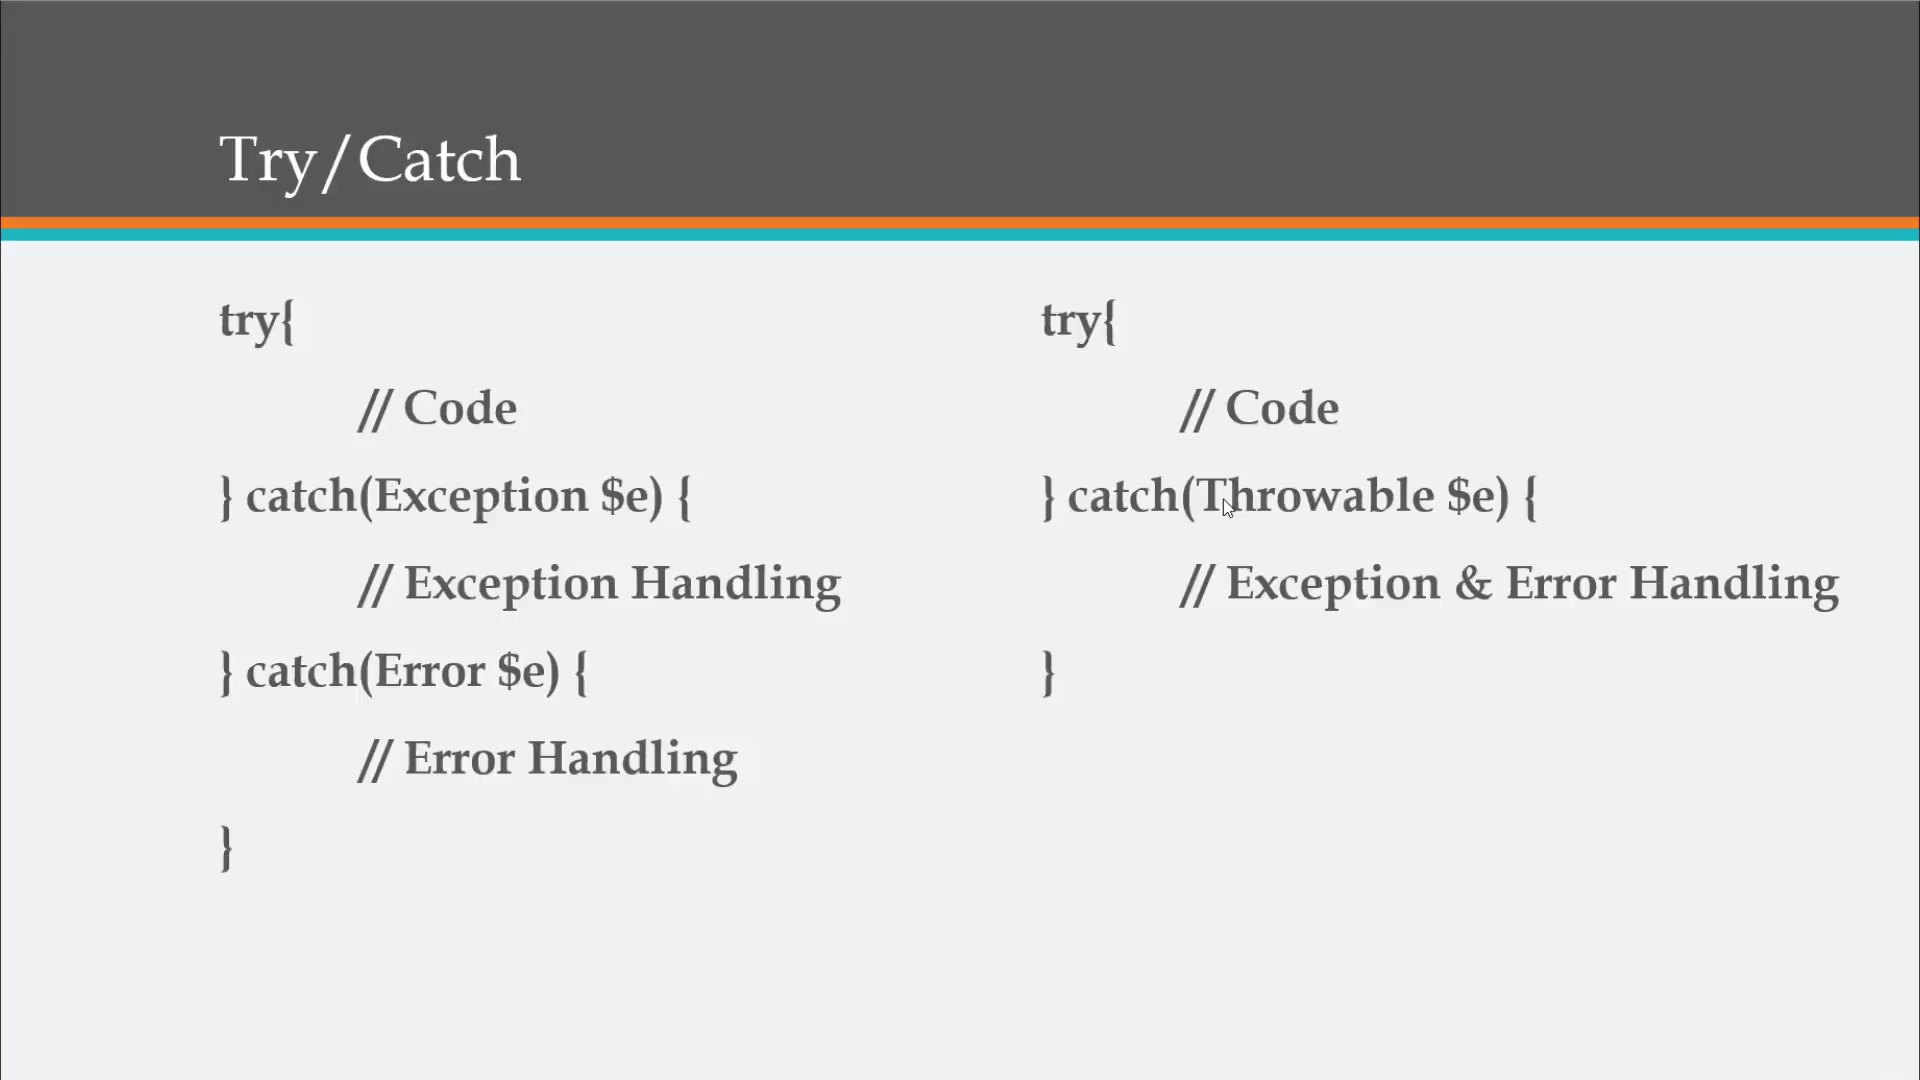 Try/Catch
try{
// Code
} catch(Exception $e) {
// Exception Handling
} catch(Error $e) {
// Error Handling
}
try{
// Code
} catch(Throwable $e) {
// Exception & Error Handling
}